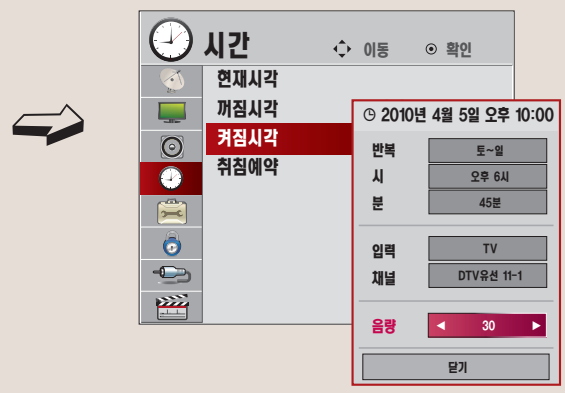 시간
이동 확인
현재시각
꺼짐시각
켜짐시각
취침예약
2010년 4월 5일 오후 10:00
반복 토~일
시 오후 6시
분 45분
입력 TV
채널 DTV유선 11-1
음량 30
닫기